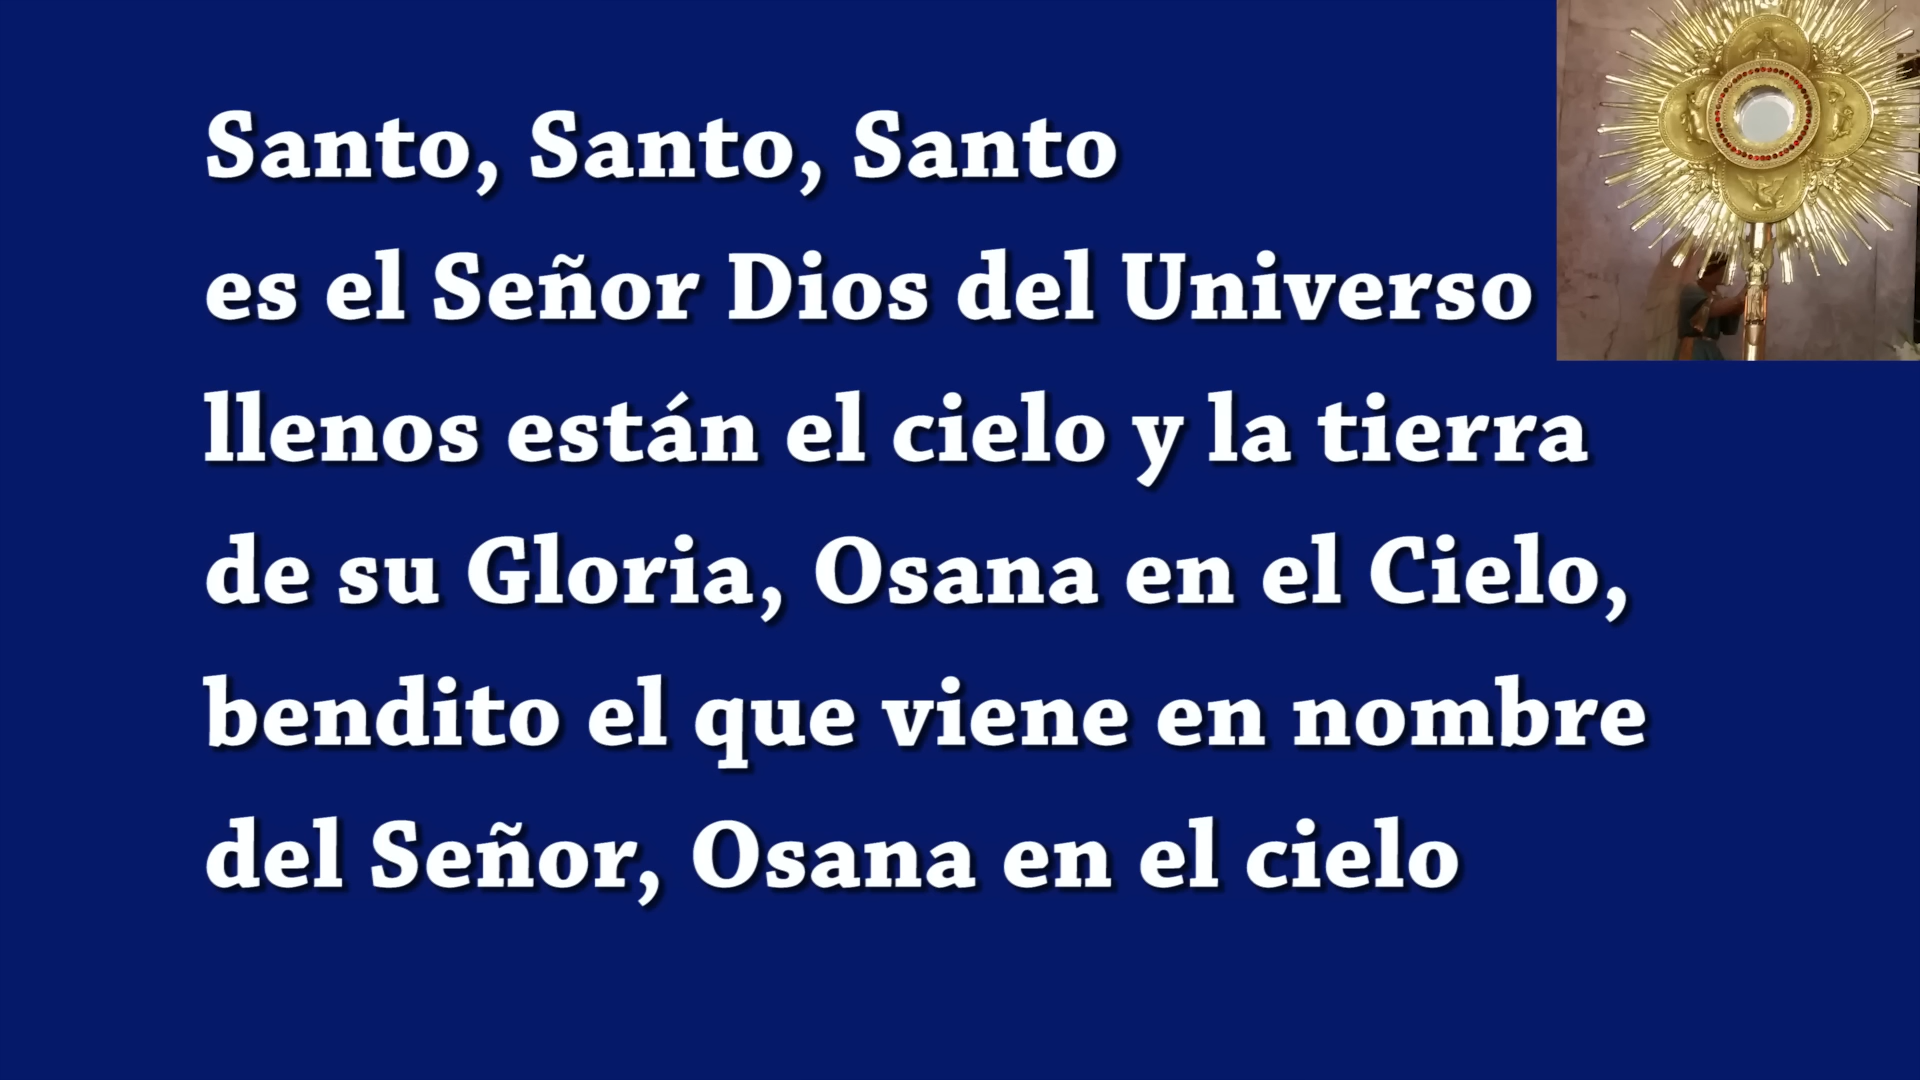 Santo, Santo, Santo
es el Señor Dios del Universo
llenos están el cielo y la tierra
de su Gloria, Osana en el Cielo,
bendito el que viene en nombre
del Señor, Osana en el cielo